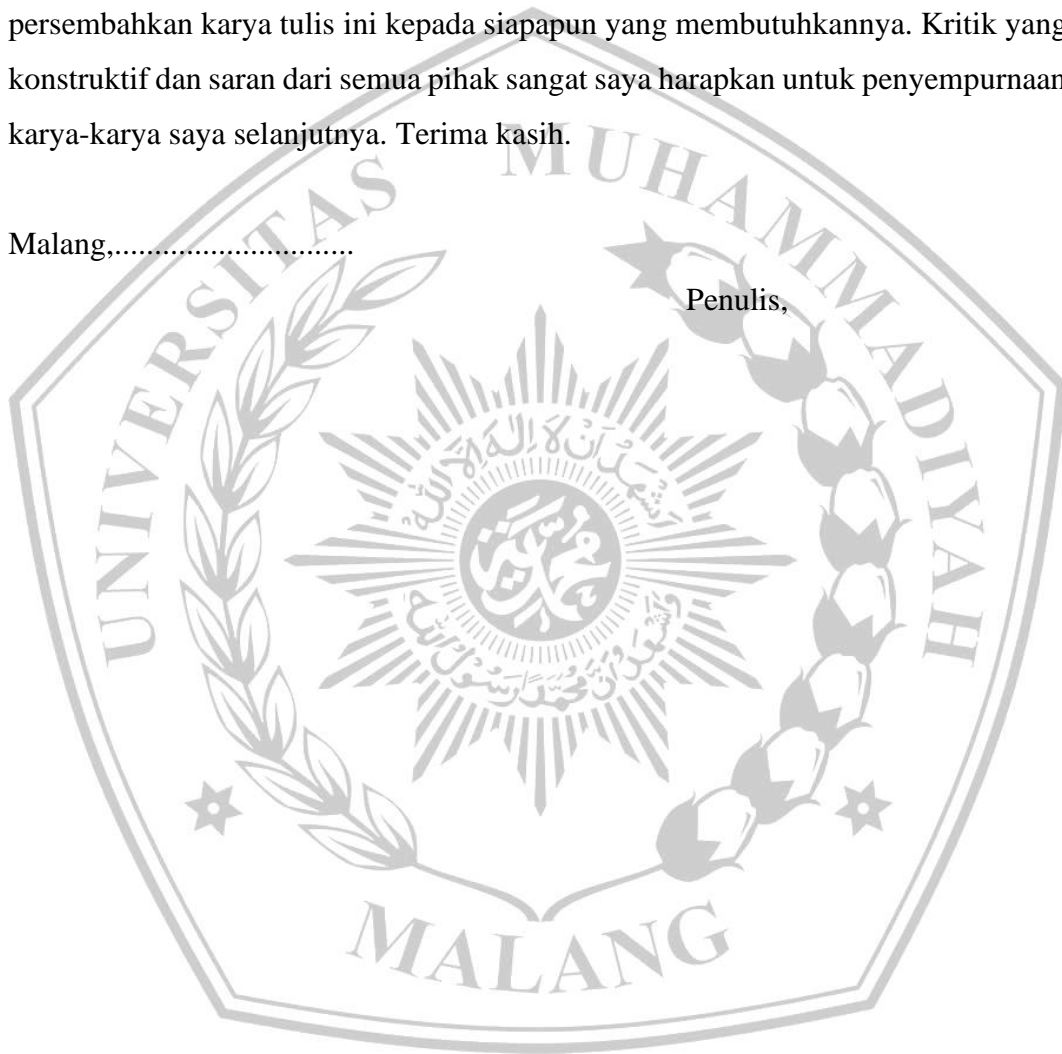 persembahkan karya tulis ini kepada siapapun yang membutuhkannya. Kritik yang
konstruktif dan saran dari semua pihak sangat saya harapkan untuk penyempurnaan
karya-karya saya selanjutnya. Terima kasih.
Malang,..............................
Penulis,
UNIVERSITAS MUHAMMADIYAH
MALANG